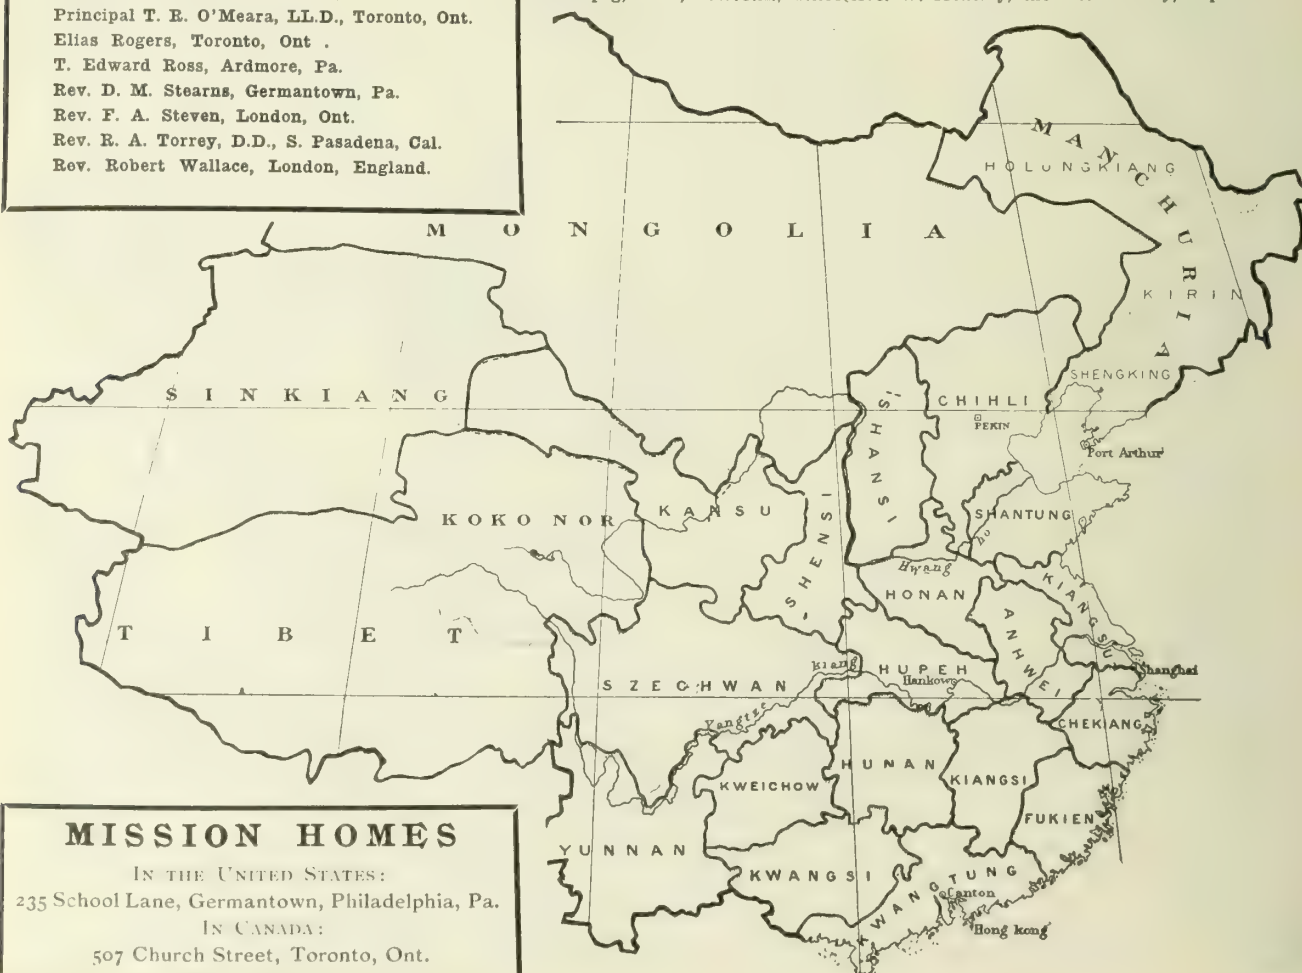 Principal T. R. O'Meara, LL.D., Toronto, Ont.
Elias Rogers, Toronto, Ont .
T. Edward Ross, Ardmore, Pa.
Rev. D. M. Stearns, Germantown, Pa.
Rev. F. A. Steven, London, Ont.
Rev. R. A. Torrey, D.D., S. Pasadena, Cal.
Rev. Robert Wallace, London, England.
MANCHURIA
HOLUNGKIANG
MONGOLIA
KIRIN
SHENGKING
SINKIANG
CHIHLI
PEKIN
Port Arthur
SHANSI
KOKO NOR
KANSU
SHANTUNG
SHENSI
Hwang
ho
HONAN
KIANGSU
ANHWEI
TIBET
SZECHWAN
Kiang
HUPEH
Hankow
Shanghai
Yangtze
CHEKIANG
KWEICHOW
HUNAN
KIANGSI
FUKIEN
YUNNAN
KWANGSI
KWANGTUNG
Canton
Hong kong
MISSION HOMES
IN THE UNITED STATES:
235 School Lane, Germantown, Philadelphia, Pa.
IN CANADA:
507 Church Street, Toronto, Ont.